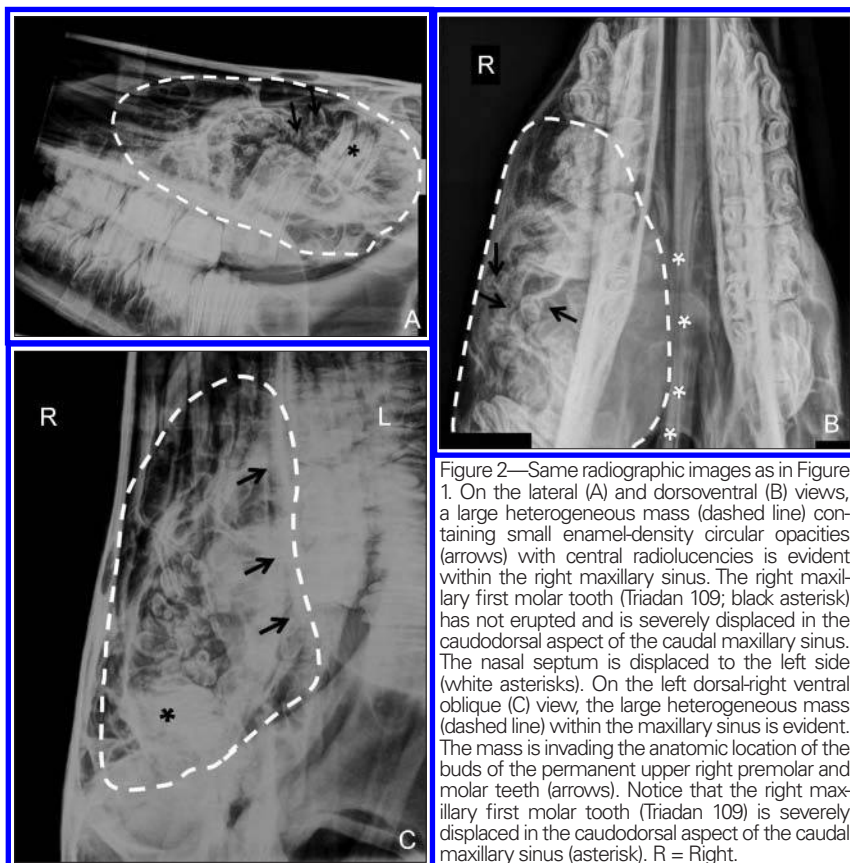 A
R
B
R
L
C
Figure 2—Same radiographic images as in Figure
1. On the lateral (A) and dorsoventral (B) views,
a large heterogeneous mass (dashed line) con-
taining small enamel-density circular opacities
(arrows) with central radiolucencies is evident
within the right maxillary sinus. The right maxil-
lary first molar tooth (Triadan 109; black asterisk)
has not erupted and is severely displaced in the
caudodorsal aspect of the caudal maxillary sinus.
The nasal septum is displaced to the left side
(white asterisks). On the left dorsal-right ventral
oblique (C) view, the large heterogeneous mass
(dashed line) within the maxillary sinus is evident.
The mass is invading the anatomic location of the
buds of the permanent upper right premolar and
molar teeth (arrows). Notice that the right max-
illary first molar tooth (Triadan 109) is severely
displaced in the caudodorsal aspect of the caudal
maxillary sinus (asterisk). R = Right.